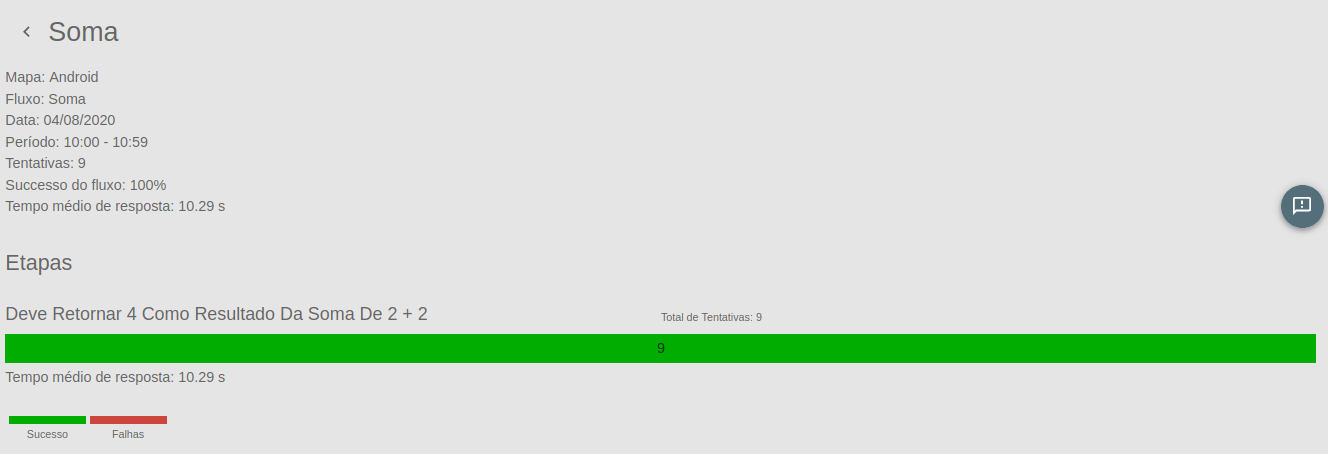 Soma
Mapa: Android
Fluxo: Soma
Data: 04/08/2020
Período: 10:00 - 10:59
Tentativas: 9
Successo do fluxo: 100%
Tempo médio de resposta: 10.29 s
Etapas
Deve Retornar 4 Como Resultado Da Soma De 2 + 2
Total de Tentativas: 9
9
Tempo médio de resposta: 10.29 s
Sucesso
Falhas